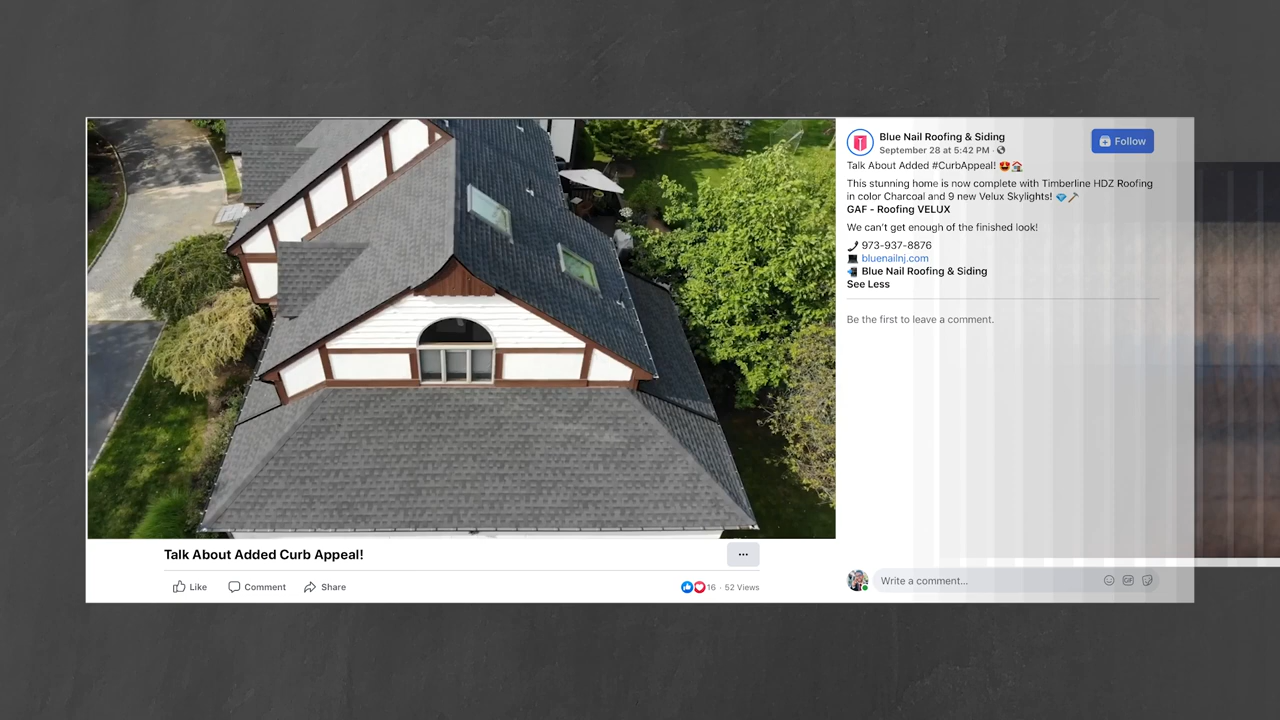 Blue Nail Roofing & Siding
September 28 at 5:42 PM ·
Follow
Talk About Added #CurbAppeal! 😍🏠
This stunning home is now complete with Timberline HDZ Roofing
in color Charcoal and 9 new Velux Skylights! 💎🔨
GAF - Roofing VELUX
We can't get enough of the finished look!
📞 973-937-8876
💻 bluenailnj.com
📲 Blue Nail Roofing & Siding
See Less
Be the first to leave a comment.
Talk About Added Curb Appeal!
...
Like Comment Share
16 · 52 Views
Write a comment...
GIF